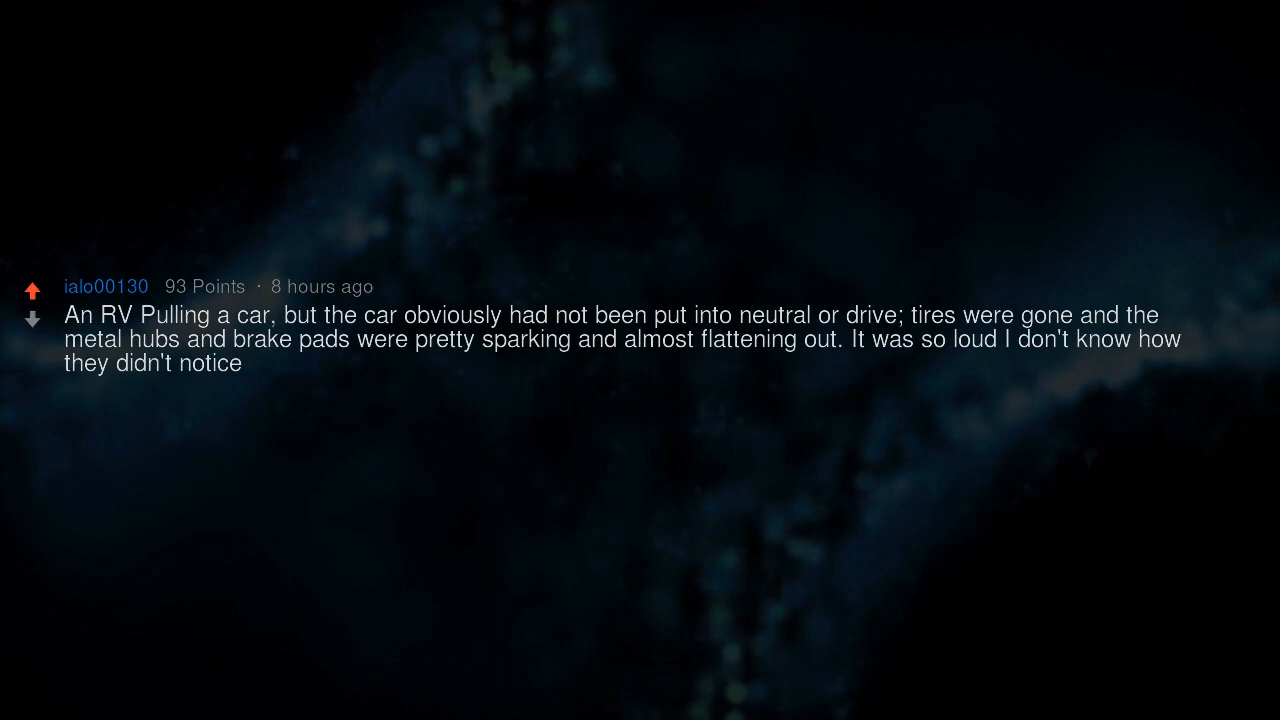 ialo00130 93 Points · 8 hours ago
An RV Pulling a car, but the car obviously had not been put into neutral or drive; tires were gone and the
metal hubs and brake pads were pretty sparking and almost flattening out. It was so loud I don't know how
they didn't notice